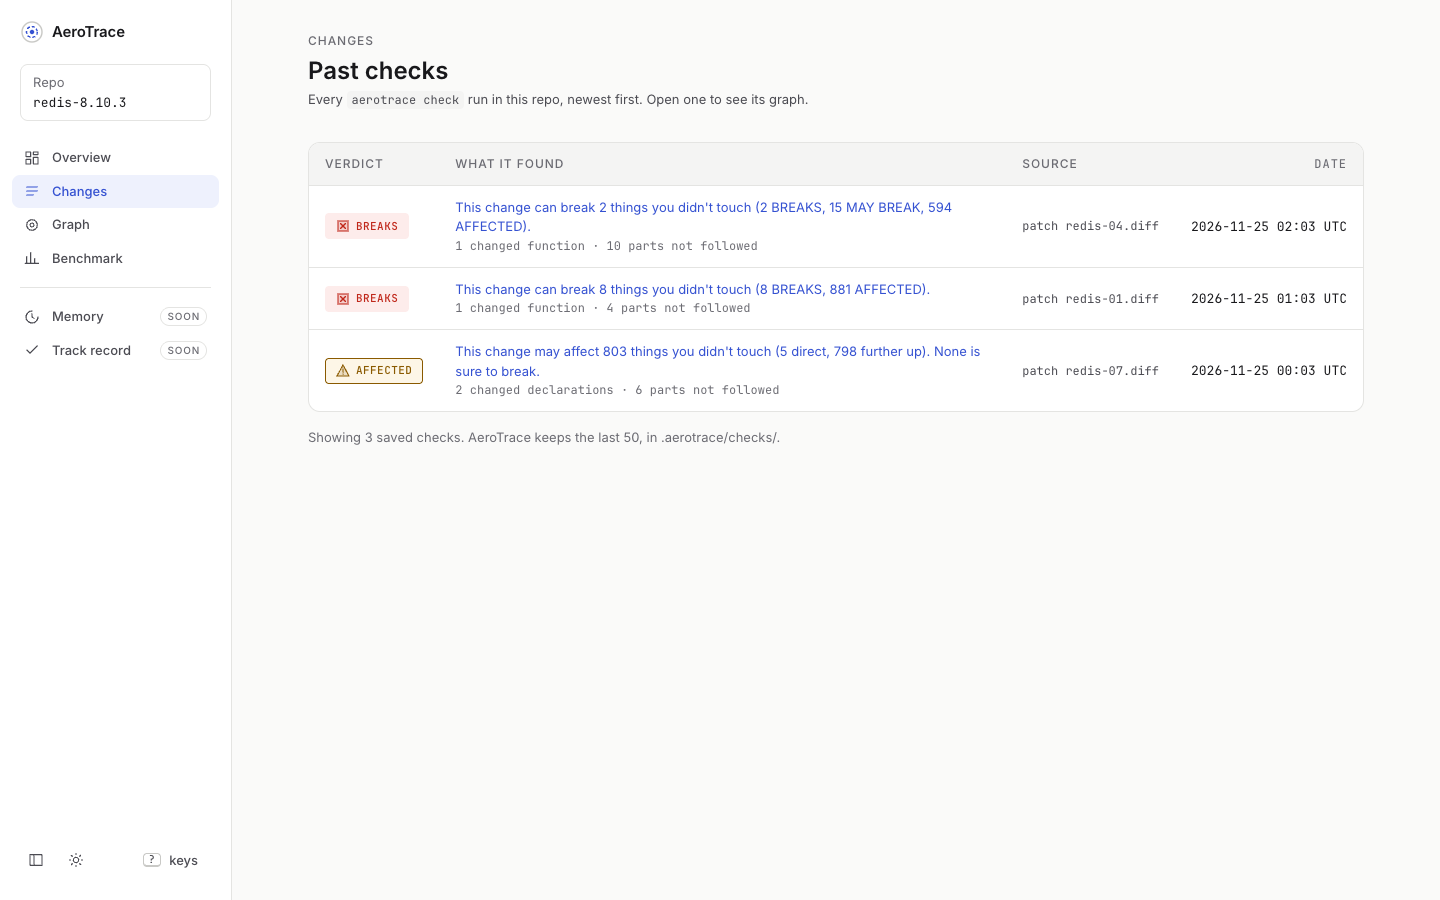 AeroTrace
Repo
redis-8.10.3
Overview
Changes
Graph
Benchmark
Memory SOON
Track record SOON
? keys
CHANGES
Past checks
Every aerotrace check run in this repo, newest first. Open one to see its graph.
VERDICT WHAT IT FOUND SOURCE DATE
BREAKS
This change can break 2 things you didn't touch (2 BREAKS, 15 MAY BREAK, 594
AFFECTED).
1 changed function · 10 parts not followed
patch redis-04.diff
2026-11-25 02:03 UTC
BREAKS
This change can break 8 things you didn't touch (8 BREAKS, 881 AFFECTED).
1 changed function · 4 parts not followed
patch redis-01.diff
2026-11-25 01:03 UTC
AFFECTED
This change may affect 803 things you didn't touch (5 direct, 798 further up). None is
sure to break.
2 changed declarations · 6 parts not followed
patch redis-07.diff
2026-11-25 00:03 UTC
Showing 3 saved checks. AeroTrace keeps the last 50, in .aerotrace/checks/.